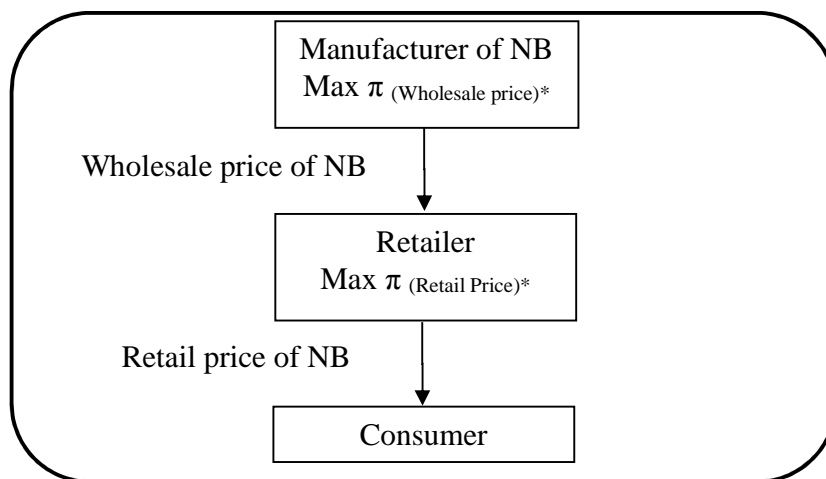 Manufacturer of NB
Max π (Wholesale price)*
Wholesale price of NB
Retailer
Max π (Retail Price)*
Retail price of NB
Consumer